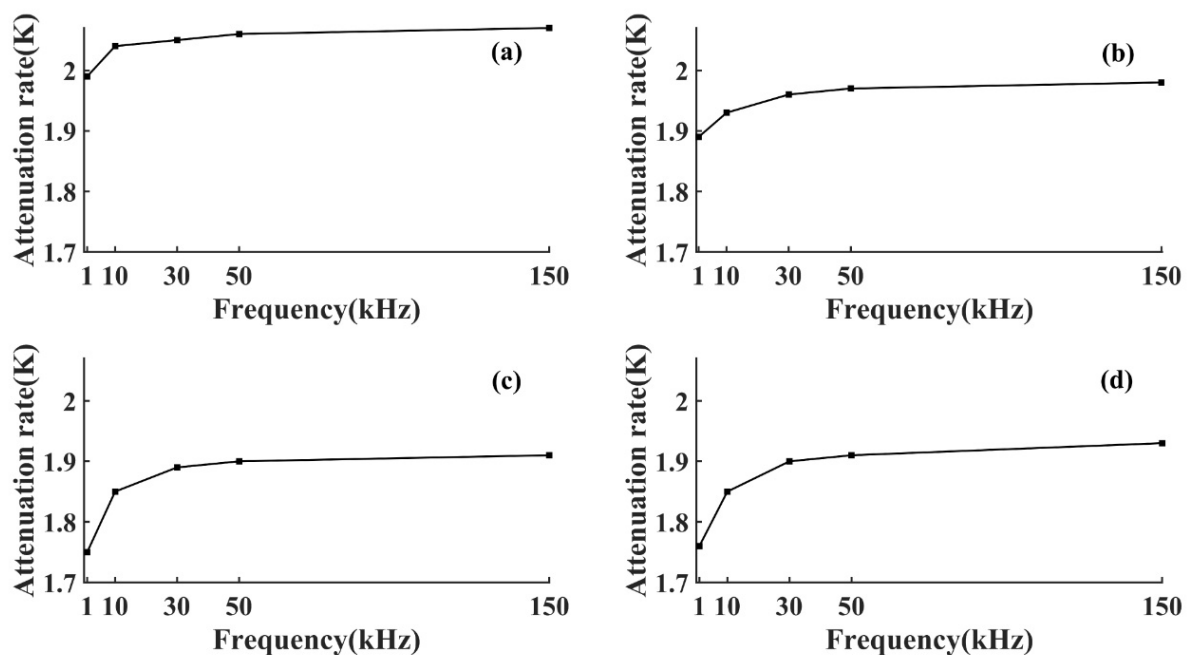 Attenuation rate(K)
2
1.9
1.8
1.7
1 10 30 50 150
Frequency(kHz)
(a)
Attenuation rate(K)
2
1.9
1.8
1.7
1 10 30 50 150
Frequency(kHz)
(b)
Attenuation rate(K)
2
1.9
1.8
1.7
1 10 30 50 150
Frequency(kHz)
(c)
Attenuation rate(K)
2
1.9
1.8
1.7
1 10 30 50 150
Frequency(kHz)
(d)